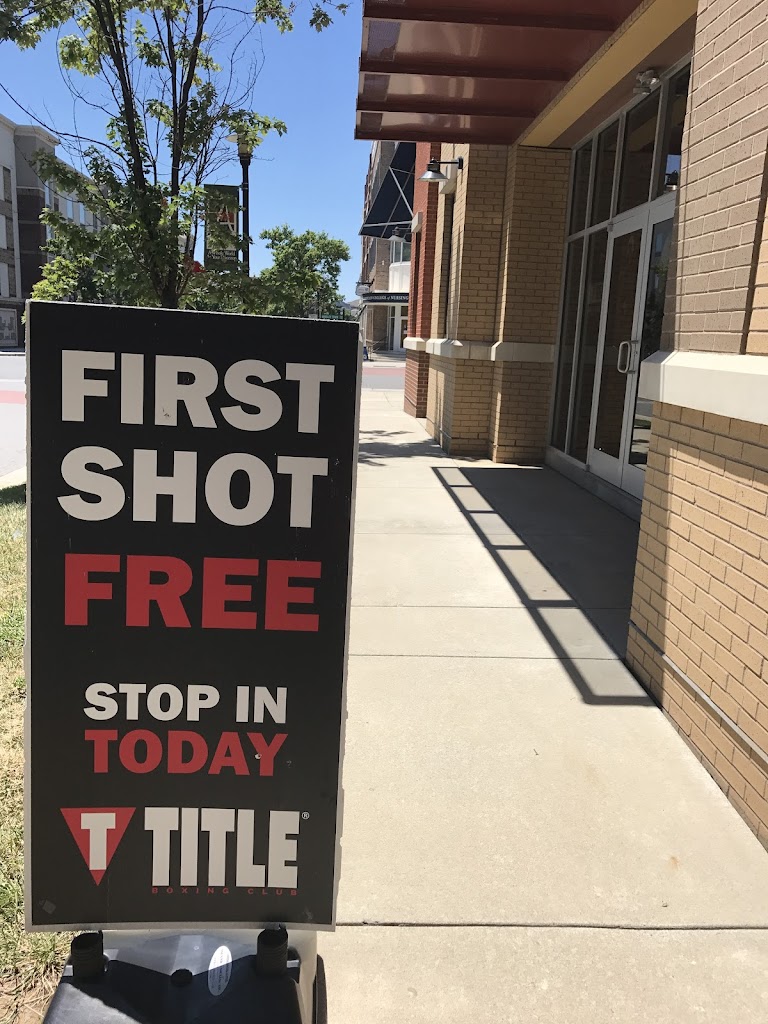 FIRST
SHOT
FREE
STOP IN
TODAY
T TITLE®
BOXING CLUB